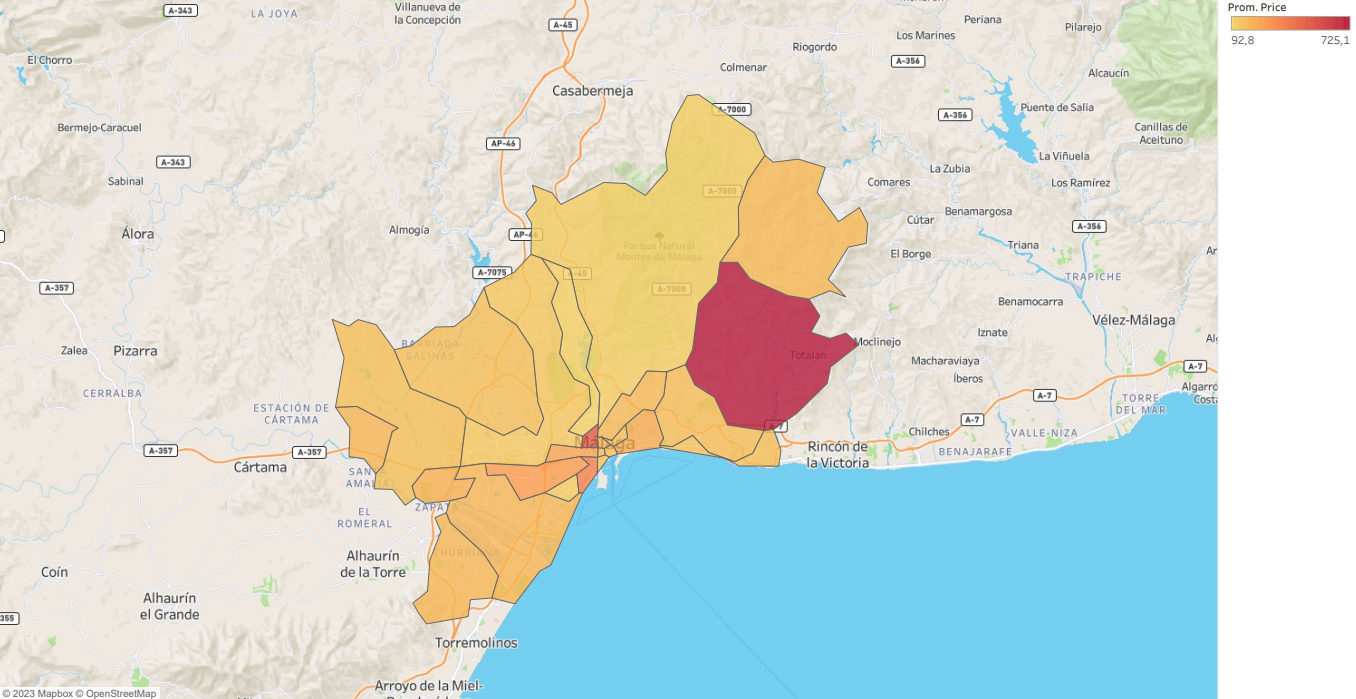 Prom. Price
92,8
725,1
A-343
LA JOYA
Villanueva de
la Concepción
A-45
Periana
Pilarejo
Los Marines
Riogordo
A-356
El Chorro
Colmenar
Alcaucín
Casabermeja
A-7000
Puente de Salia
A-356
Bermejo-Caracuel
Canillas de
Aceituno
AP-46
A-343
La Viñuela
La Zubia
Sabinal
Comares
Los Ramírez
A-7000
Benamargosa
Cútar
Álora
Almogía
AP-46
A-356
Parque Natural
Montes de Málaga
Triana
El Borge
A-7075
A-45
TRAPICHE
A-357
A-7000
Benamocarra
Vélez-Málaga
Iznate
Zalea
Pizarra
BARRIADA
SALINAS
Moclinejo
Totalán
Macharaviaya
Íberos
A-7
CERRALBA
A-7
Algarro
Costa
TORRE
DEL MAR
ESTACIÓN DE
CÁRTAMA
A-7
A-7
Chilches
VALLE-NIZA
Málaga
A-357
A-357
Rincón de
la Victoria
BENAJARAFE
Cártama
SANTA
AMALIA
EL
ROMERAL
ZAPATA
Alhaurín
de la Torre
CHURRIANA
Coín
Alhaurín
el Grande
355
Torremolinos
Arroyo de la Miel-
© 2023 Mapbox © OpenStreetMap